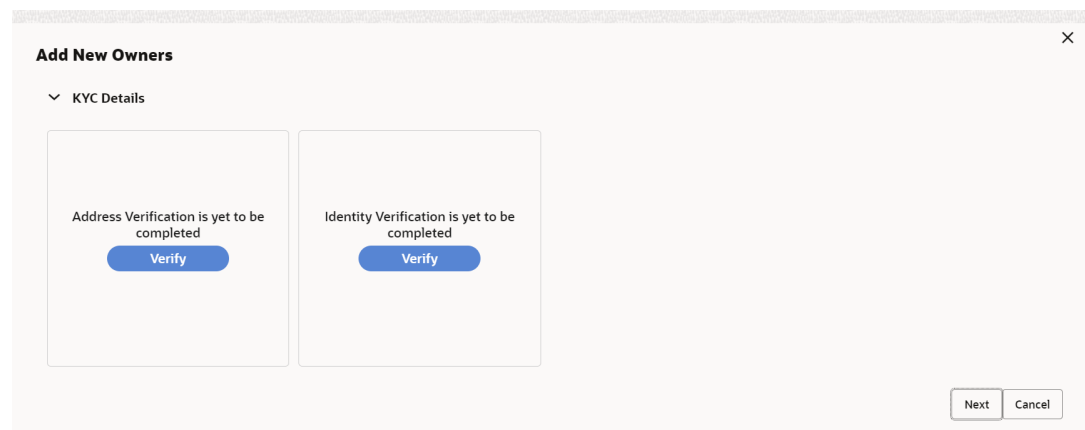 Add New Owners
KYC Details
Address Verification is yet to be
completed
Verify
Identity Verification is yet to be
completed
Verify
Next
Cancel